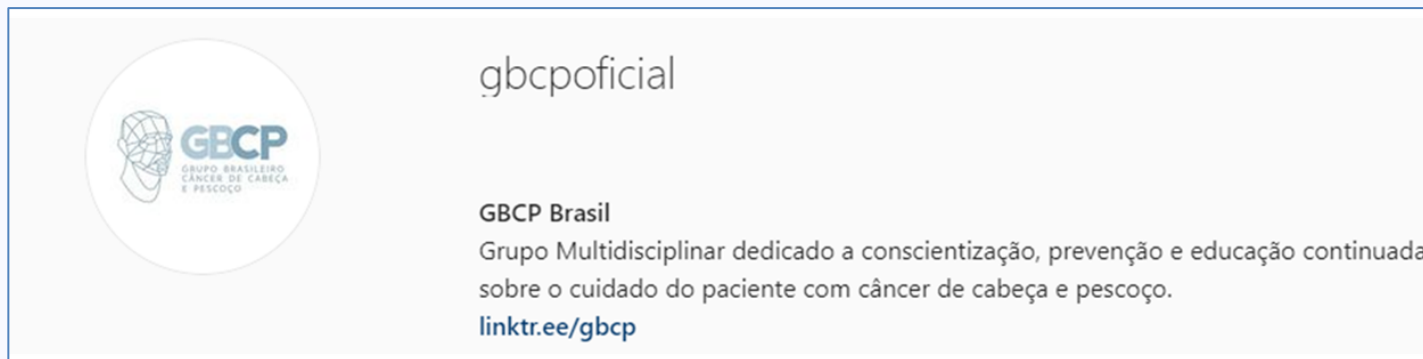 gbcpoficial
GBCP
GRUPO BRASILEIRO
CÂNCER DE CABEÇA
E PESCOÇO
GBCP Brasil
Grupo Multidisciplinar dedicado a conscientização, prevenção e educação continuada
sobre o cuidado do paciente com câncer de cabeça e pescoço.
linktr.ee/gbcp